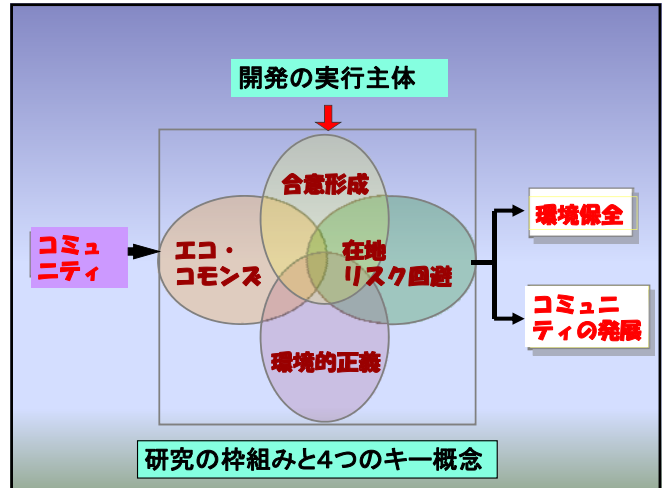 開発の実行主体
合意形成
コミュ
ニティ
エコ・
コモンズ
在地
リスク回避
環境的正義
環境保全
コミュニ
ティの発展
研究の枠組みと4つのキー概念